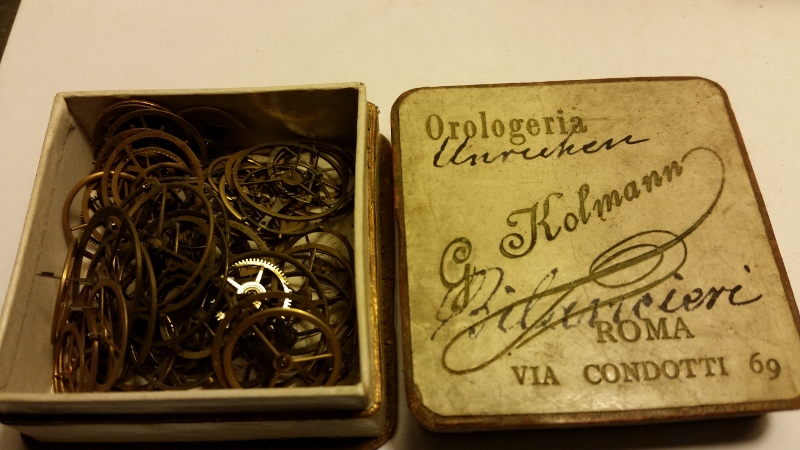 Orologeria
Unruhen
G. Kolmann
Bilancieri
ROMA
VIA CONDOTTI 69